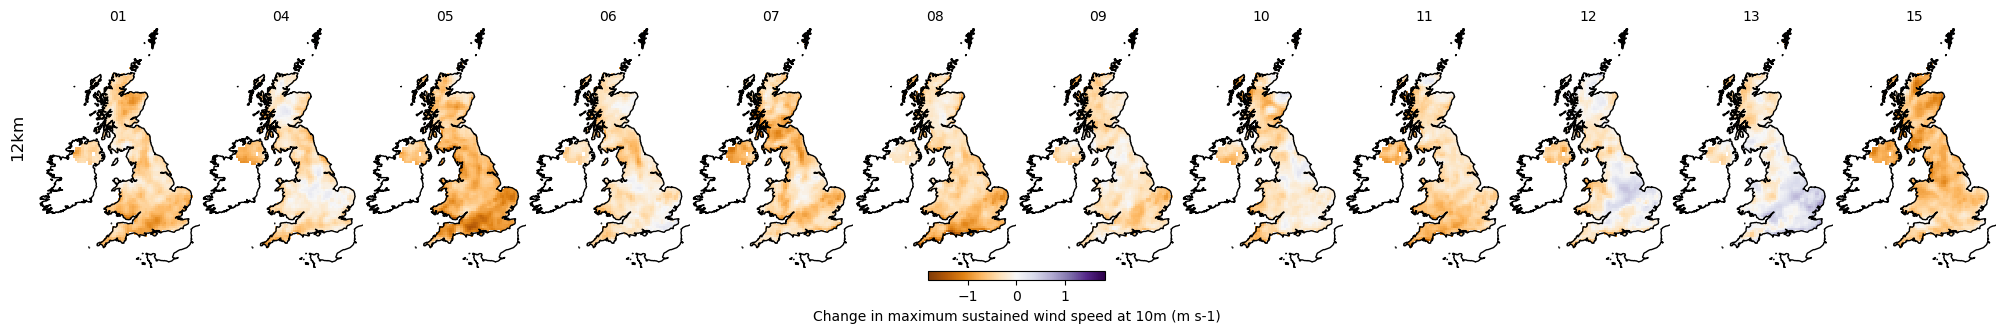 01 04 05 06 07 08 09 10 11 12 13 15
12km
−1 0 1
Change in maximum sustained wind speed at 10m (m s-1)